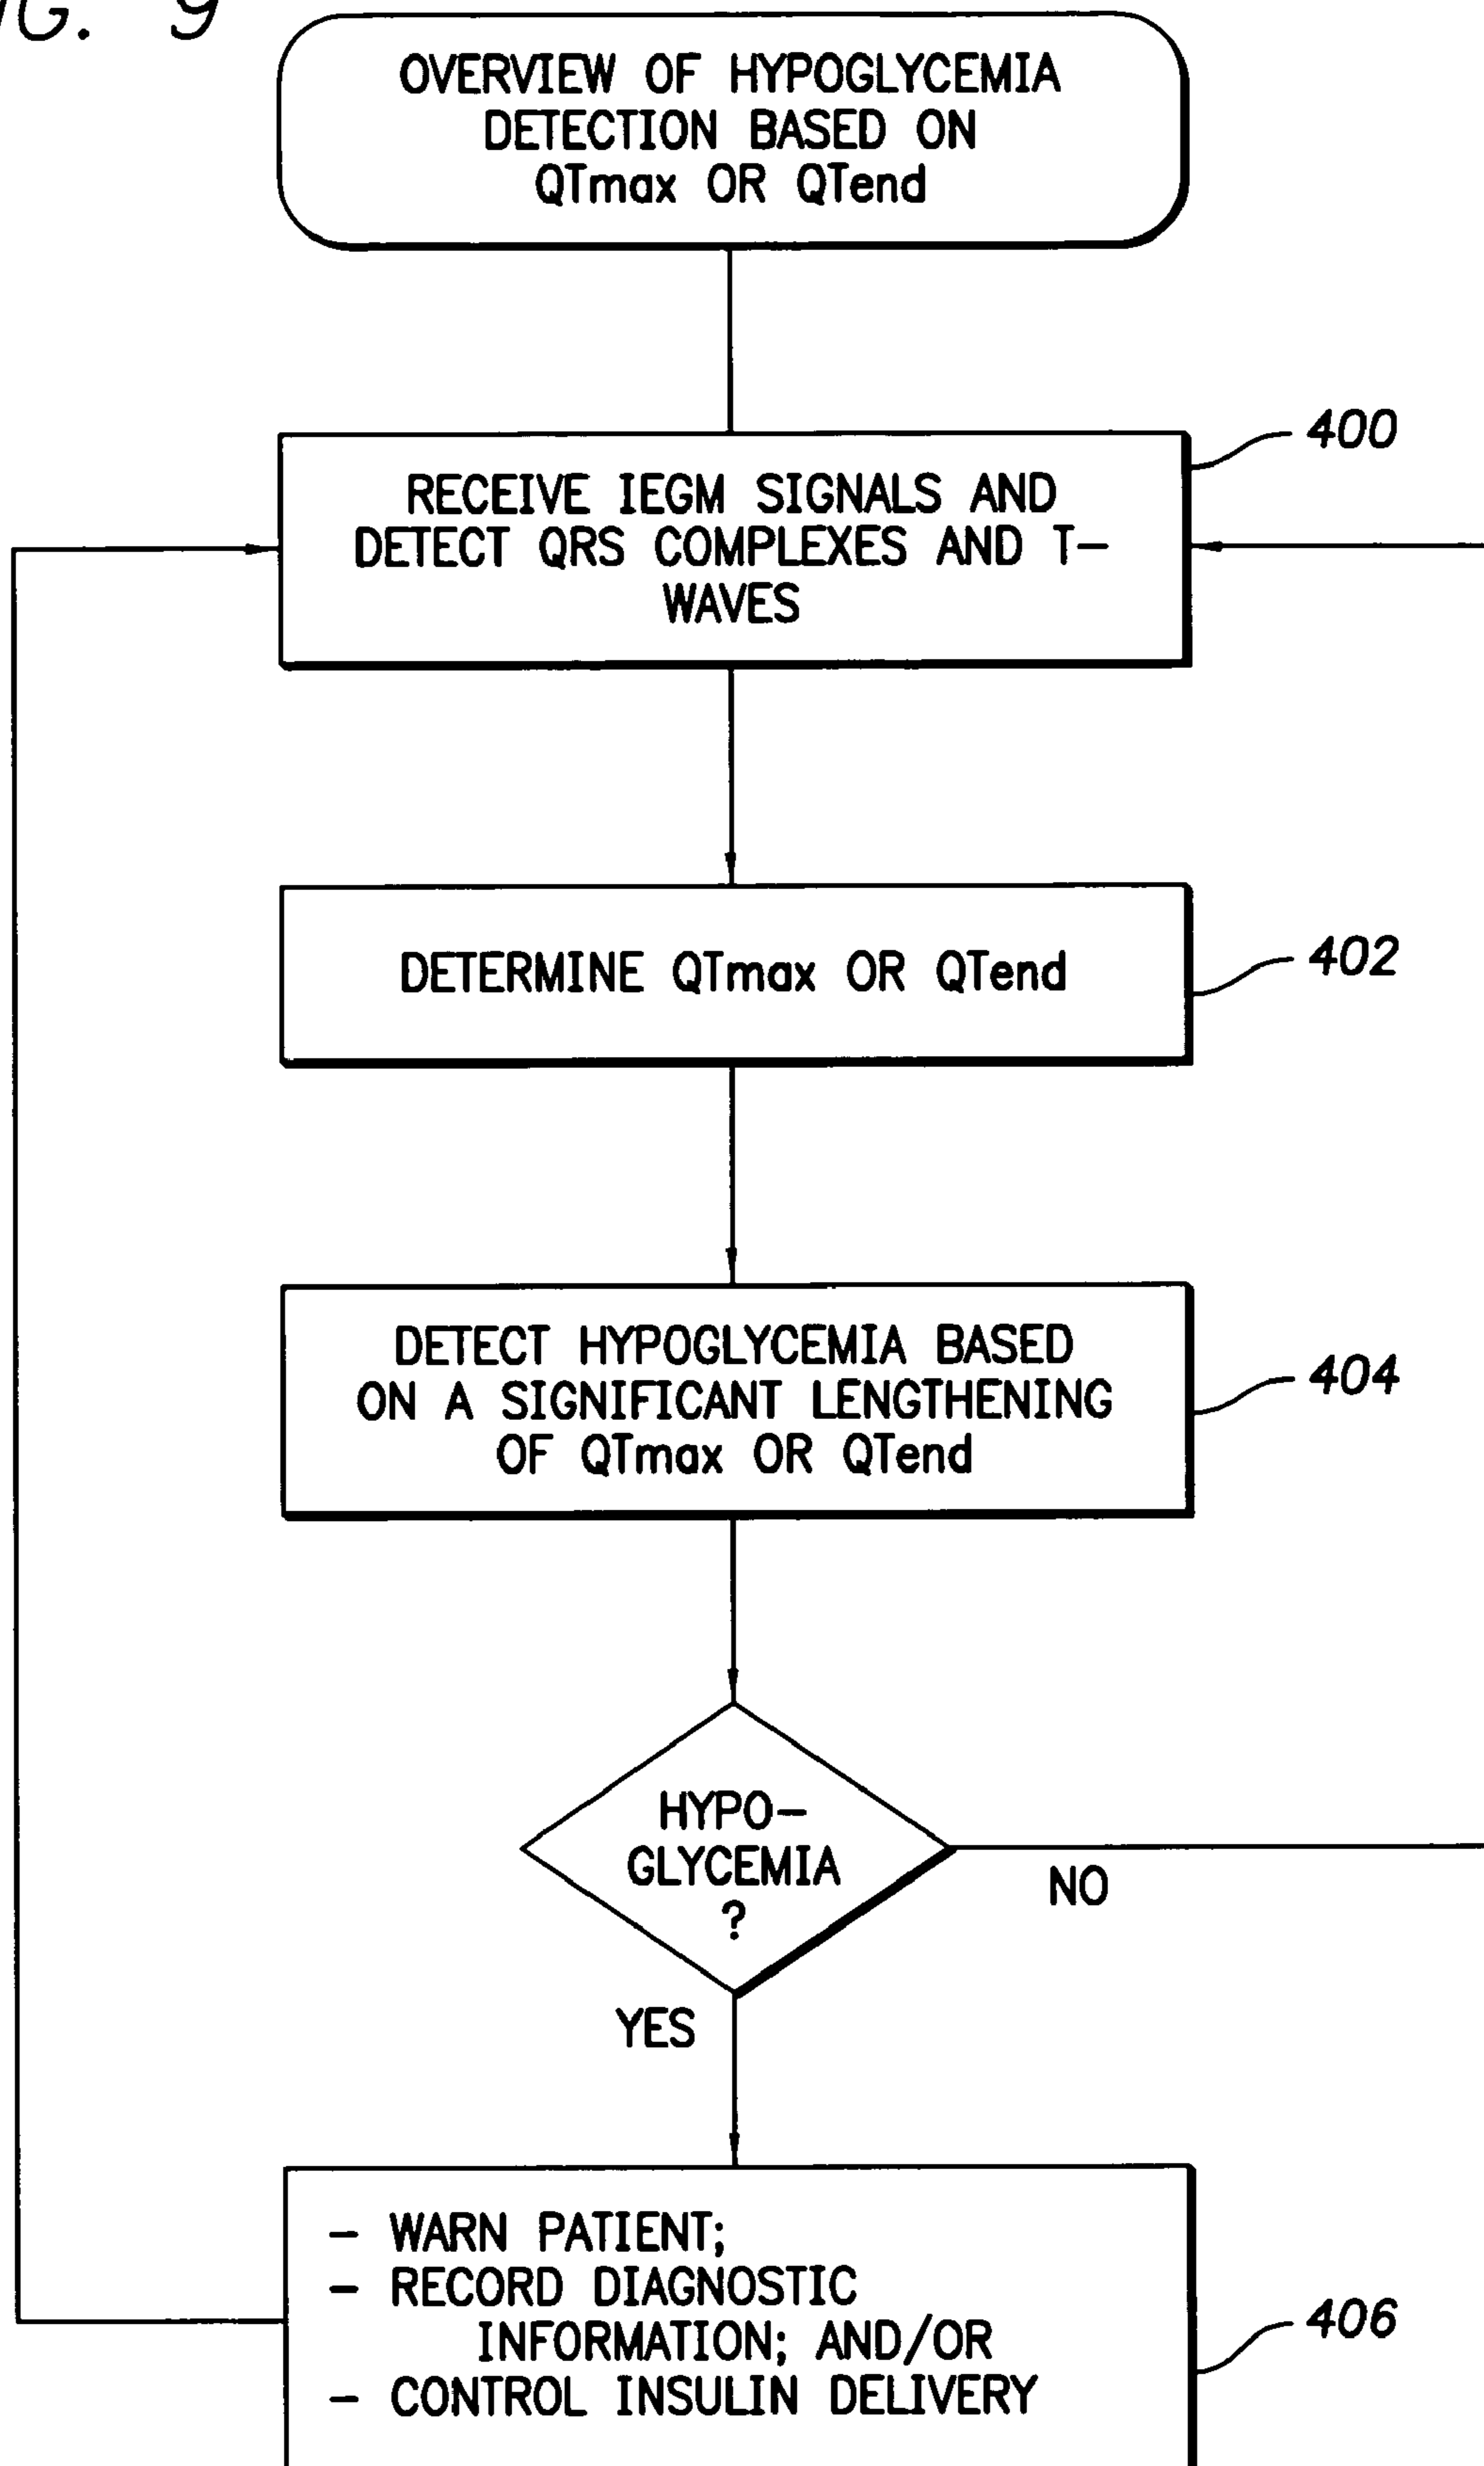 FIG. 9
OVERVIEW OF HYPOGLYCEMIA
DETECTION BASED ON
QTmax OR QTend
400
RECEIVE IEGM SIGNALS AND
DETECT QRS COMPLEXES AND T-
WAVES
402
DETERMINE QTmax OR QTend
DETECT HYPOGLYCEMIA BASED
ON A SIGNIFICANT LENGTHENING
OF QTmax OR QTend
404
HYPO-
GLYCEMIA
?
NO
YES
- WARN PATIENT;
- RECORD DIAGNOSTIC
INFORMATION; AND/OR
- CONTROL INSULIN DELIVERY
406